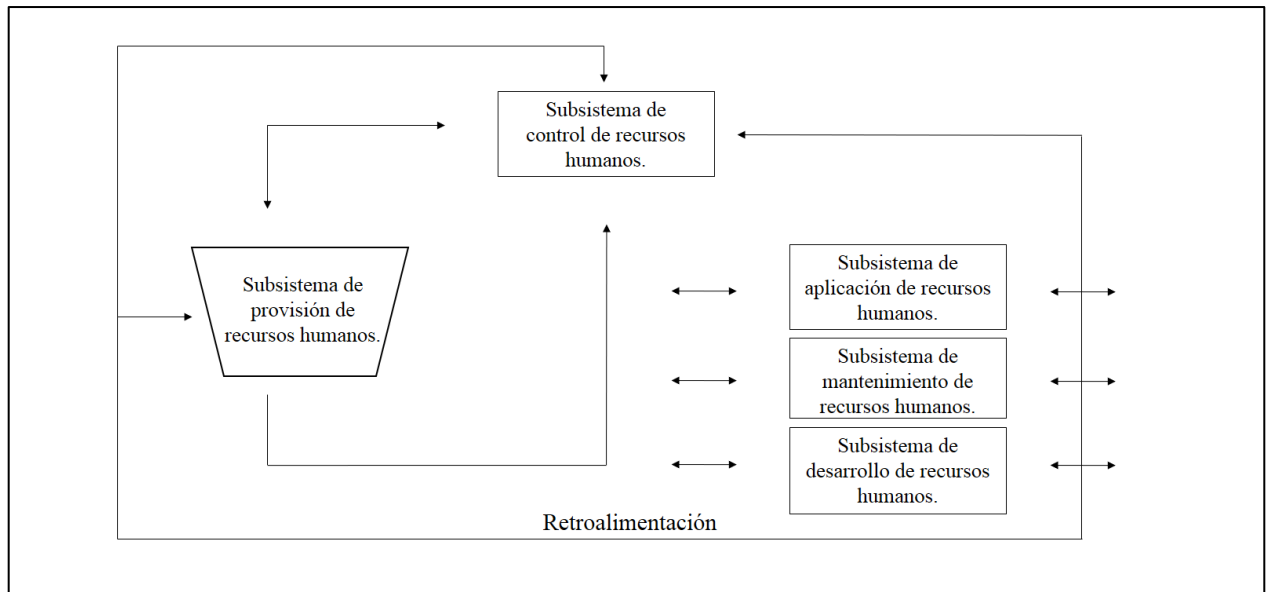 Subsistema de
control de recursos
humanos.
Subsistema de
provisión de
recursos humanos.
Subsistema de
aplicación de recursos
humanos.
Subsistema de
mantenimiento de
recursos humanos.
Subsistema de
desarrollo de recursos
humanos.
Retroalimentación